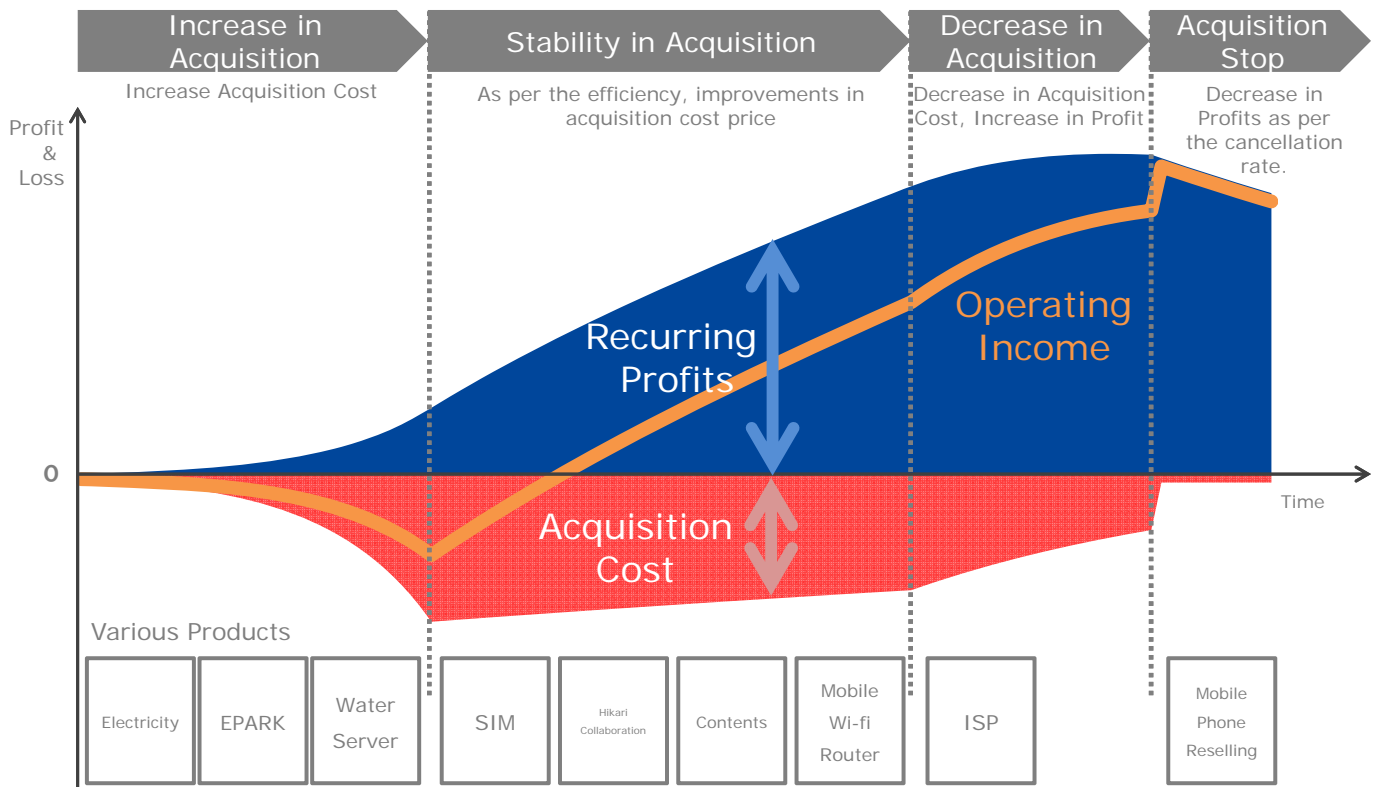 Increase in
Acquisition
Stability in Acquisition
Decrease in
Acquisition
Acquisition
Stop
Increase Acquisition Cost
As per the efficiency, improvements in
acquisition cost price
Decrease in Acquisition
Cost, Increase in Profit
Decrease in
Profits as per
the cancellation
rate.
Profit
&
Loss
Recurring
Profits
Operating
Income
0
Time
Acquisition
Cost
Various Products
Electricity
EPARK
Water
Server
SIM
Hikari
Collaboration
Contents
Mobile
Wi-fi
Router
ISP
Mobile
Phone
Reselling